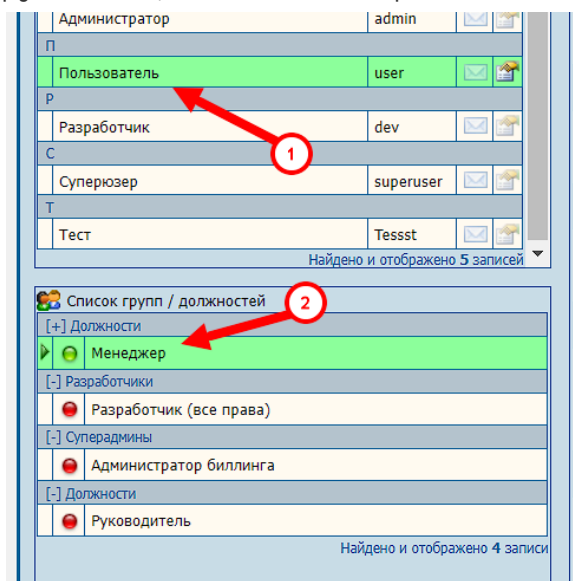 Администратор admin
П
Пользователь user
Р
Разработчик dev
1
С
Суперюзер superuser
Т
Тест Tessst
Найдено и отображено 5 записей
Список групп / должностей
2
[+] Должности
Менеджер
[-] Разработчики
Разработчик (все права)
[-] Суперадмины
Администратор биллинга
[-] Должности
Руководитель
Найдено и отображено 4 записи